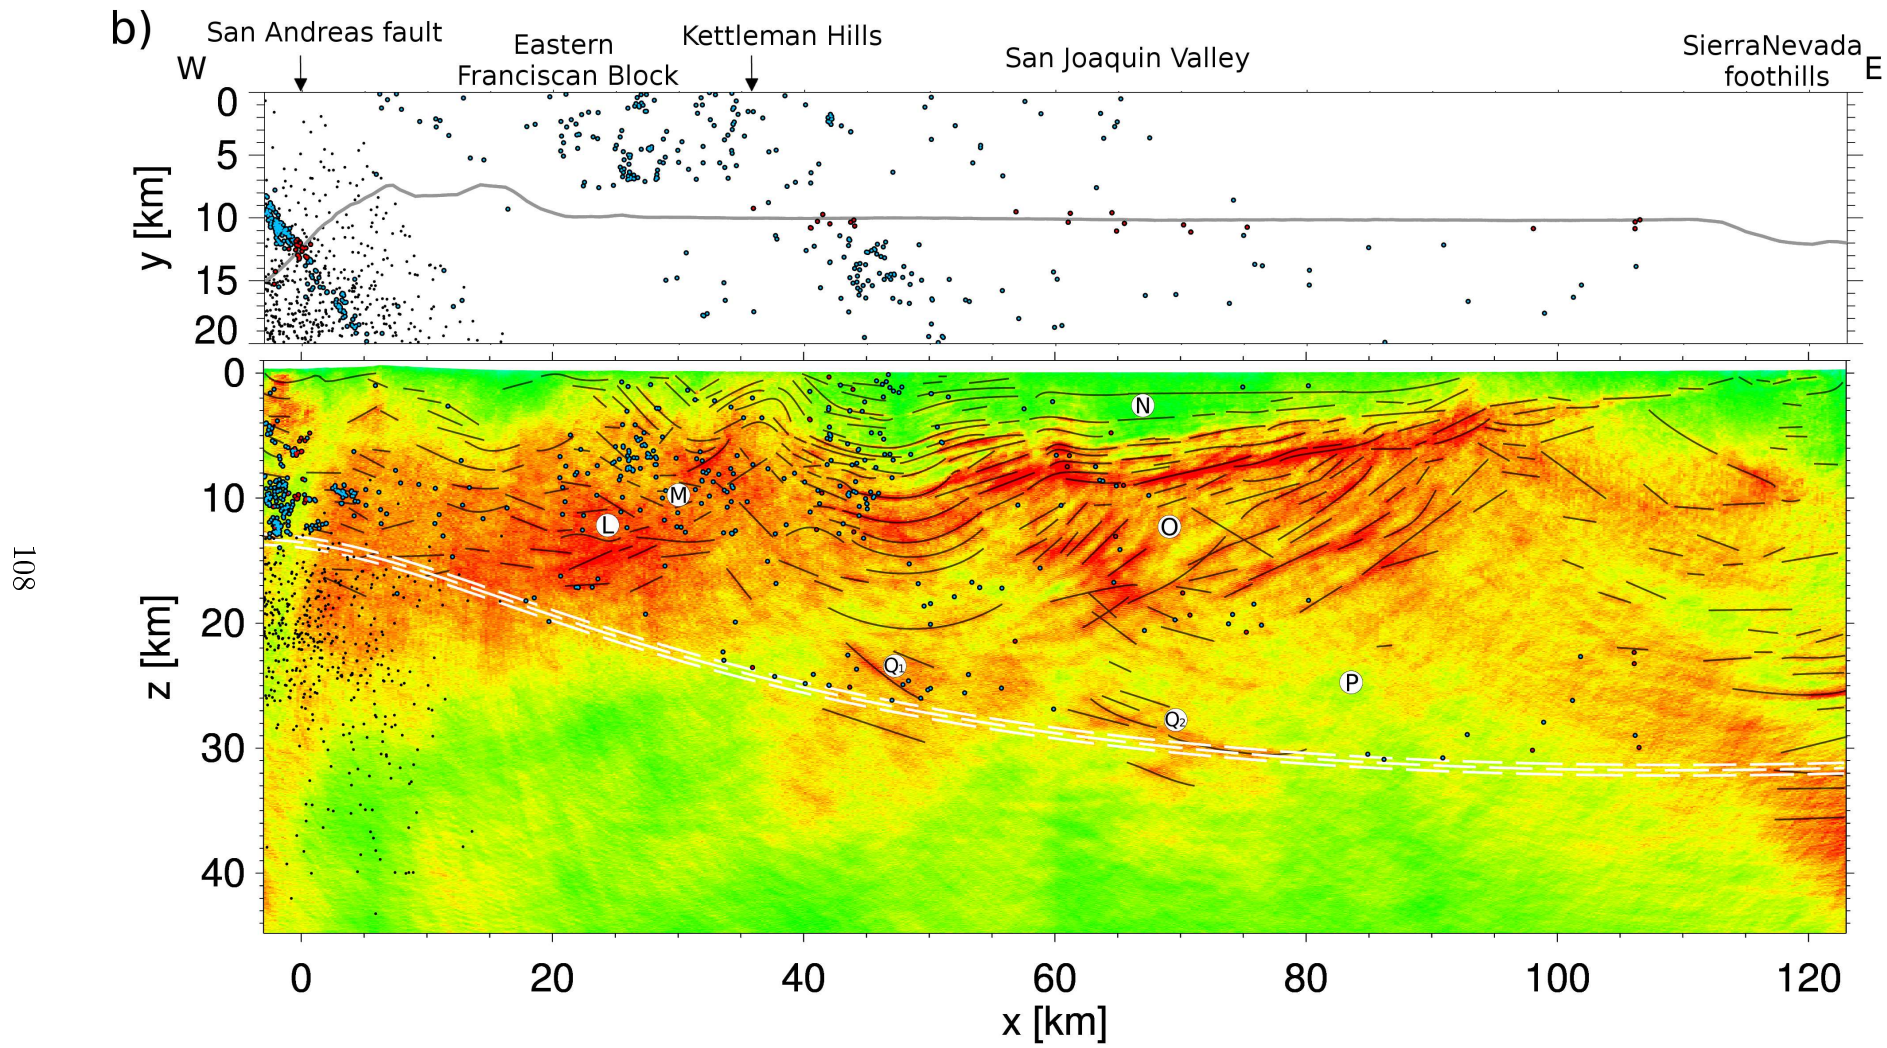 b)
San Andreas fault
Eastern
Franciscan Block
Kettleman Hills
San Joaquin Valley
SierraNevada
foothills
W
E
0
5
10
15
20
y [km]
0
10
20
30
40
z [km]
N
M
L
O
Q1
P
Q2
0 20 40 60 80 100 120
x [km]
108